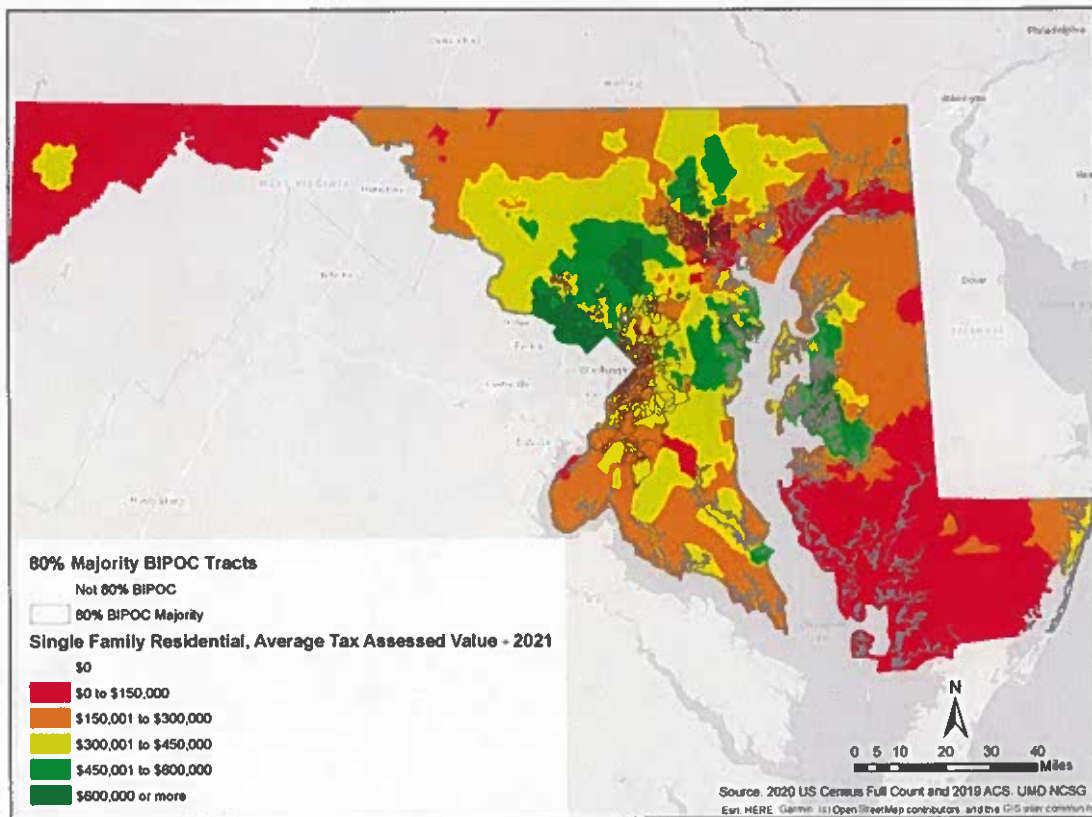 Philadelphia
WEST VIRGINIA
Dover
80% Majority BIPOC Tracts
Not 80% BIPOC
80% BIPOC Majority
Single Family Residential, Average Tax Assessed Value - 2021
$0
$0 to $150,000
$150,001 to $300,000
$300,001 to $450,000
$450,001 to $600,000
$600,000 or more
N
0 5 10 20 30 40
Miles
Source: 2020 US Census Full Count and 2019 ACS. UMD NCSG
Esri, HERE, Garmin, (c) OpenStreetMap contributors, and the GIS user community